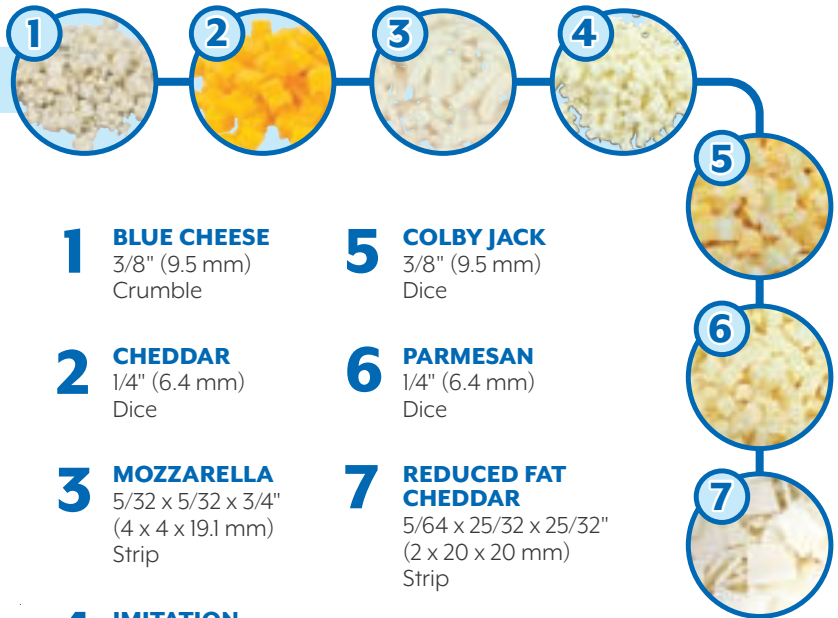 1
2
3
4
5
6
7
1 BLUE CHEESE
3/8" (9.5 mm)
Crumble
2 CHEDDAR
1/4" (6.4 mm)
Dice
3 MOZZARELLA
5/32 x 5/32 x 3/4"
(4 x 4 x 19.1 mm)
Strip
IMITATION
5 COLBY JACK
3/8" (9.5 mm)
Dice
6 PARMESAN
1/4" (6.4 mm)
Dice
7 REDUCED FAT
CHEDDAR
5/64 x 25/32 x 25/32"
(2 x 20 x 20 mm)
Strip